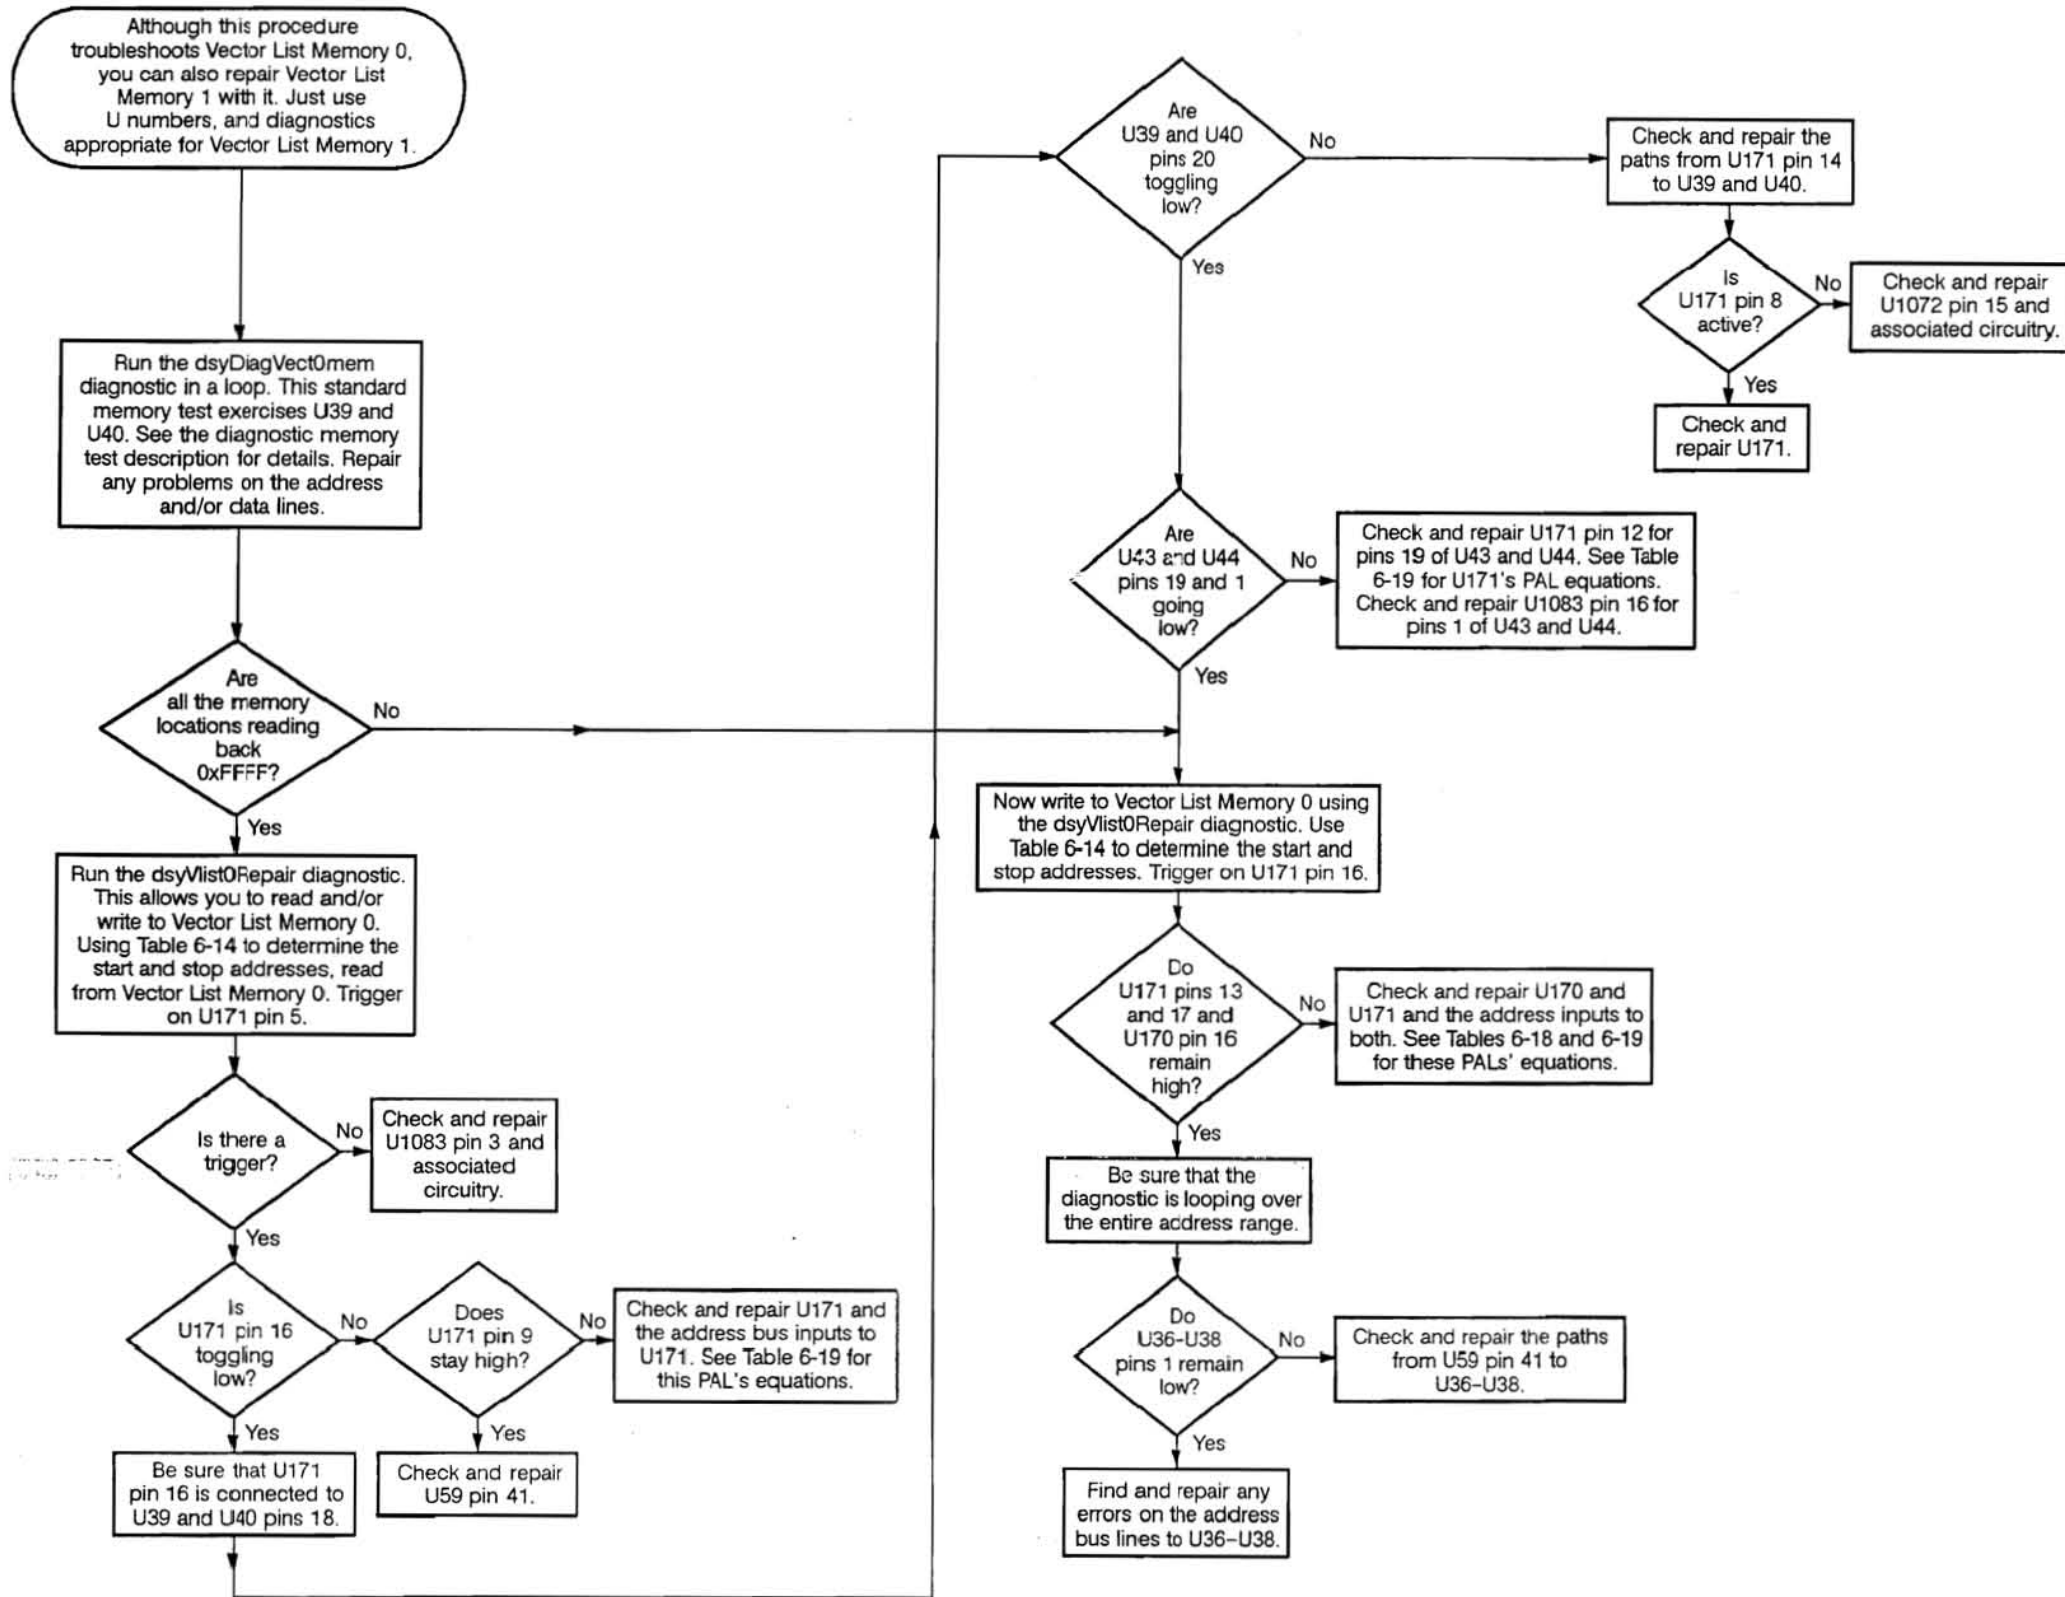 Although this procedure
troubleshoots Vector List Memory 0,
you can also repair Vector List
Memory 1 with it. Just use
U numbers, and diagnostics
appropriate for Vector List Memory 1.
Run the dsyDiagVect0mem
diagnostic in a loop. This standard
memory test exercises U39 and
U40. See the diagnostic memory
test description for details. Repair
any problems on the address
and/or data lines.
Are
all the memory
locations reading
back
0xFFFF?
No
Yes
Run the dsyVlist0Repair diagnostic.
This allows you to read and/or
write to Vector List Memory 0.
Using Table 6-14 to determine the
start and stop addresses, read
from Vector List Memory 0. Trigger
on U171 pin 5.
Is there a
trigger?
No
Check and repair
U1083 pin 3 and
associated
circuitry.
Yes
Is
U171 pin 16
toggling
low?
No
Does
U171 pin 9
stay high?
No
Check and repair U171 and
the address bus inputs to
U171. See Table 6-19 for
this PAL's equations.
Yes
Check and repair
U59 pin 41.
Yes
Be sure that U171
pin 16 is connected to
U39 and U40 pins 18.
Are
U39 and U40
pins 20
toggling
low?
No
Check and repair the
paths from U171 pin 14
to U39 and U40.
Is
U171 pin 8
active?
No
Check and repair
U1072 pin 15 and
associated circuitry.
Yes
Check and
repair U171.
Yes
Are
U43 and U44
pins 19 and 1
going
low?
No
Check and repair U171 pin 12 for
pins 19 of U43 and U44. See Table
6-19 for U171's PAL equations.
Check and repair U1083 pin 16 for
pins 1 of U43 and U44.
Yes
Now write to Vector List Memory 0 using
the dsyVlist0Repair diagnostic. Use
Table 6-14 to determine the start and
stop addresses. Trigger on U171 pin 16.
Do
U171 pins 13
and 17 and
U170 pin 16
remain
high?
No
Check and repair U170 and
U171 and the address inputs to
both. See Tables 6-18 and 6-19
for these PALs' equations.
Yes
Be sure that the
diagnostic is looping over
the entire address range.
Do
U36–U38
pins 1 remain
low?
No
Check and repair the paths
from U59 pin 41 to
U36–U38.
Yes
Find and repair any
errors on the address
bus lines to U36–U38.